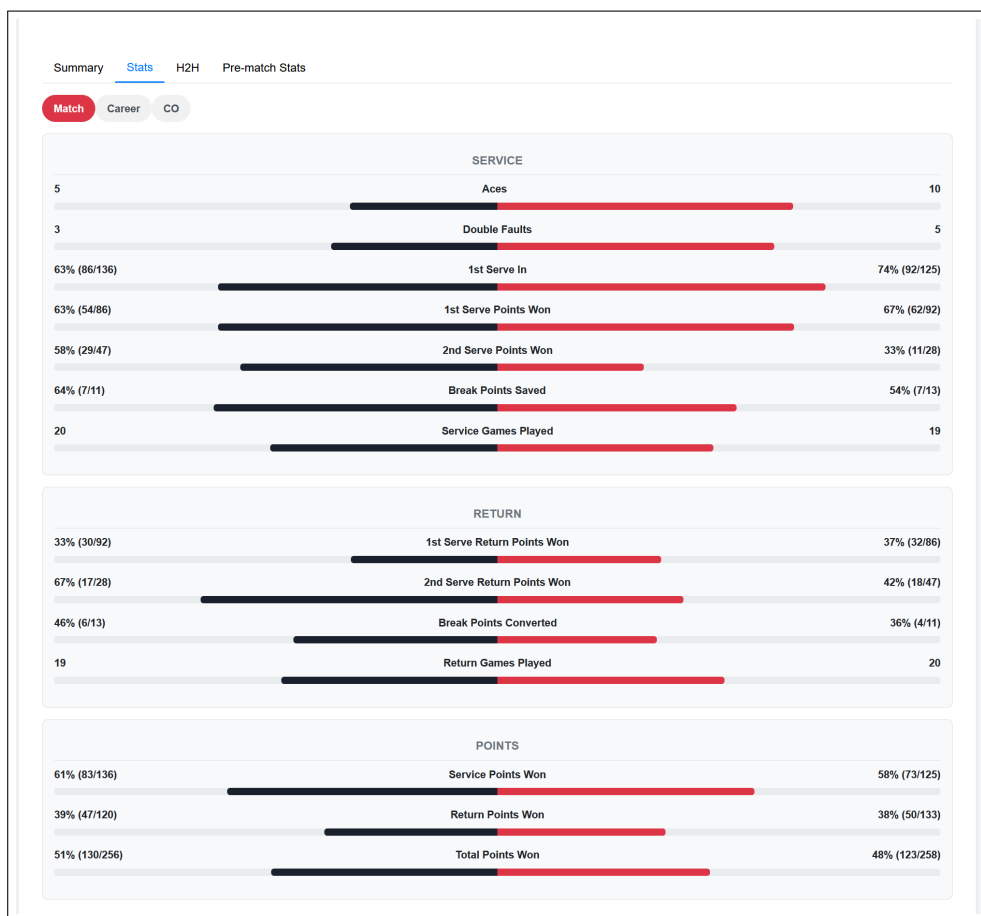 Summary Stats H2H Pre-match Stats
Match Career CO
SERVICE
5 Aces 10
3 Double Faults 5
63% (86/136) 1st Serve In 74% (92/125)
63% (54/86) 1st Serve Points Won 67% (62/92)
58% (29/47) 2nd Serve Points Won 33% (11/28)
64% (7/11) Break Points Saved 54% (7/13)
20 Service Games Played 19
RETURN
33% (30/92) 1st Serve Return Points Won 37% (32/86)
67% (17/28) 2nd Serve Return Points Won 42% (18/47)
46% (6/13) Break Points Converted 36% (4/11)
19 Return Games Played 20
POINTS
61% (83/136) Service Points Won 58% (73/125)
39% (47/120) Return Points Won 38% (50/133)
51% (130/256) Total Points Won 48% (123/258)